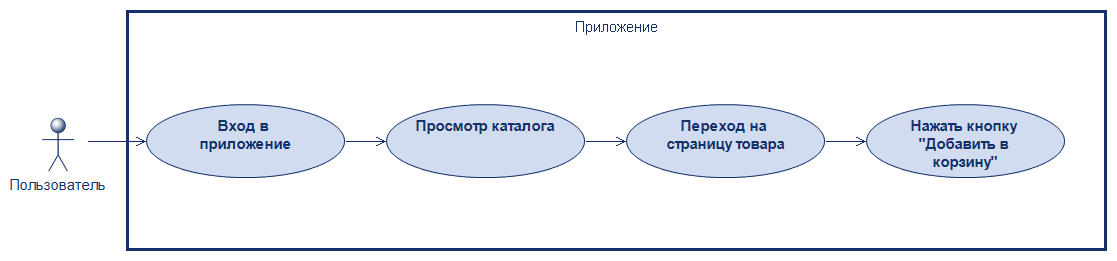 Приложение
Вход в
приложение
Просмотр каталога
Переход на
страницу товара
Нажать кнопку
"Добавить в
корзину"
Пользователь